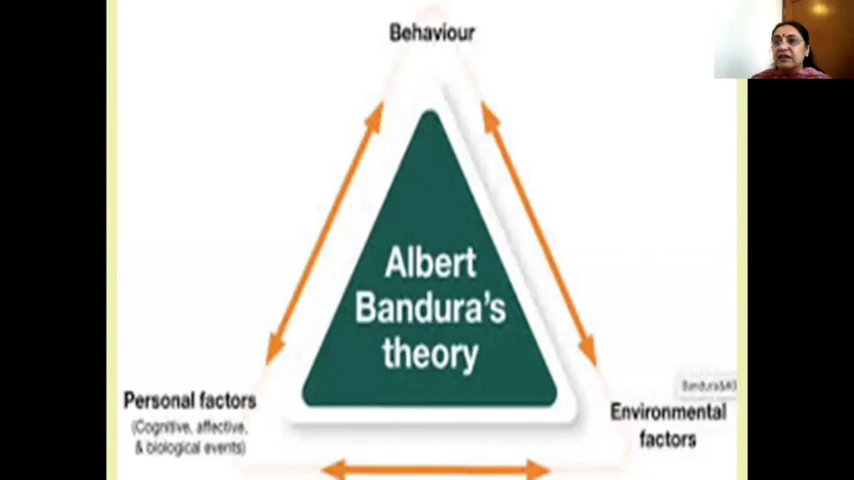 Behaviour
Albert
Bandura's
theory
Personal factors
(Cognitive, affective,
& biological events)
Environmental
factors